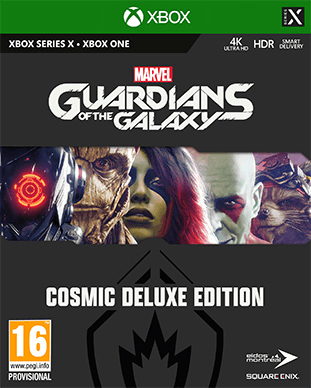 XBOX
XBOX SERIES X • XBOX ONE
4K
ULTRA HD
HDR
SMART
DELIVERY
X
MARVEL
GUARDIANS
OF THE
GALAXY
COSMIC DELUXE EDITION
16
www.pegi.info
PROVISIONAL
eidos
montréal
SQUARE ENIX.